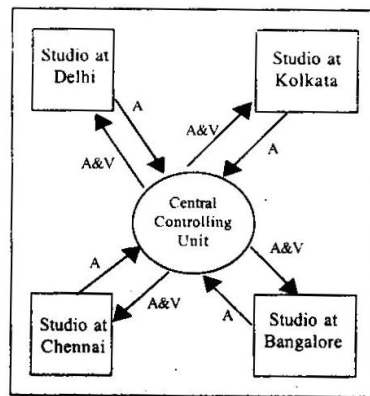 Studio at
Delhi
Studio at
Kolkata
A
A&V
A&V
A
Central
Controlling
Unit
A
A&V
A&V
A
Studio at
Chennai
Studio at
Bangalore